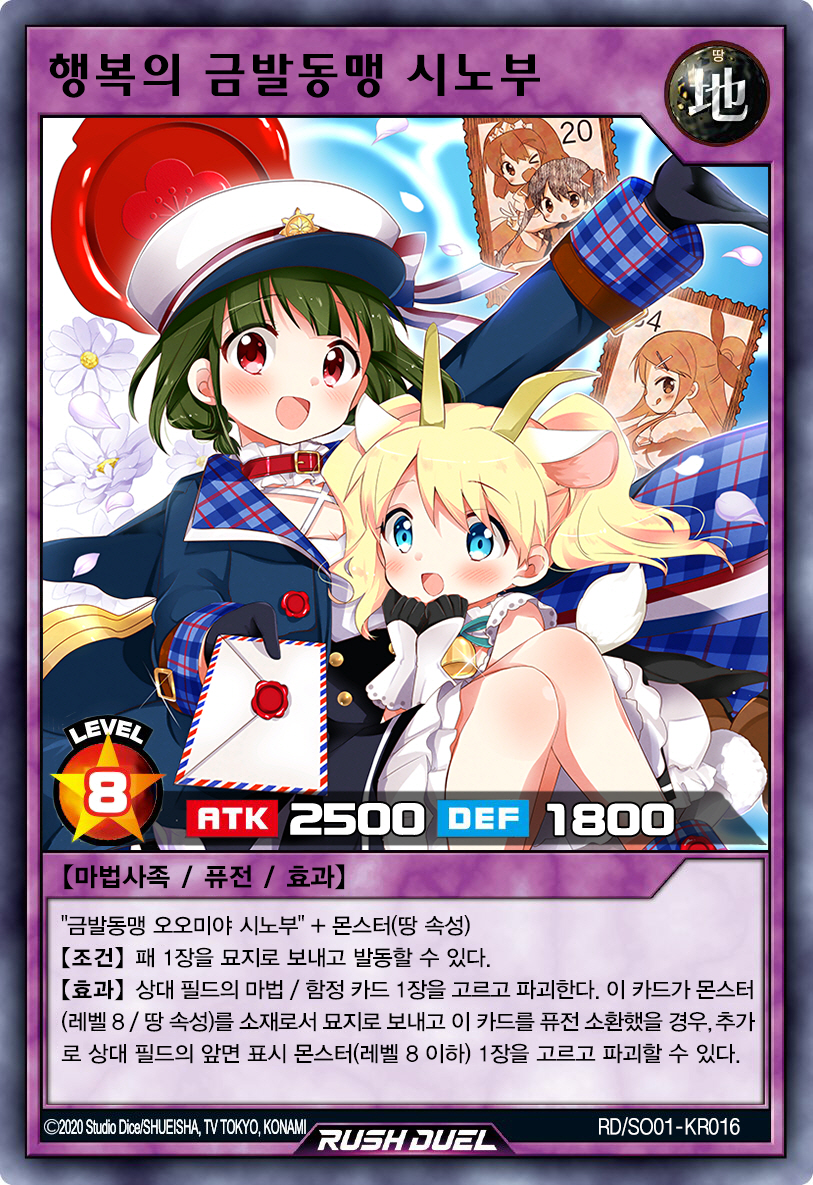 행복의 금발동맹 시노부
땅
地
20
34
LEVEL
8
ATK 2500 DEF 1800
【마법사족 / 퓨전 / 효과】
"금발동맹 오오미야 시노부" + 몬스터(땅 속성)
【조건】 패 1장을 묘지로 보내고 발동할 수 있다.
【효과】 상대 필드의 마법 / 함정 카드 1장을 고르고 파괴한다. 이 카드가 몬스터
(레벨 8 / 땅 속성)를 소재로서 묘지로 보내고 이 카드를 퓨전 소환했을 경우, 추가
로 상대 필드의 앞면 표시 몬스터(레벨 8 이하) 1장을 고르고 파괴할 수 있다.
©2020 Studio Dice/SHUEISHA, TV TOKYO, KONAMI
RUSH DUEL
RD/SO01-KR016